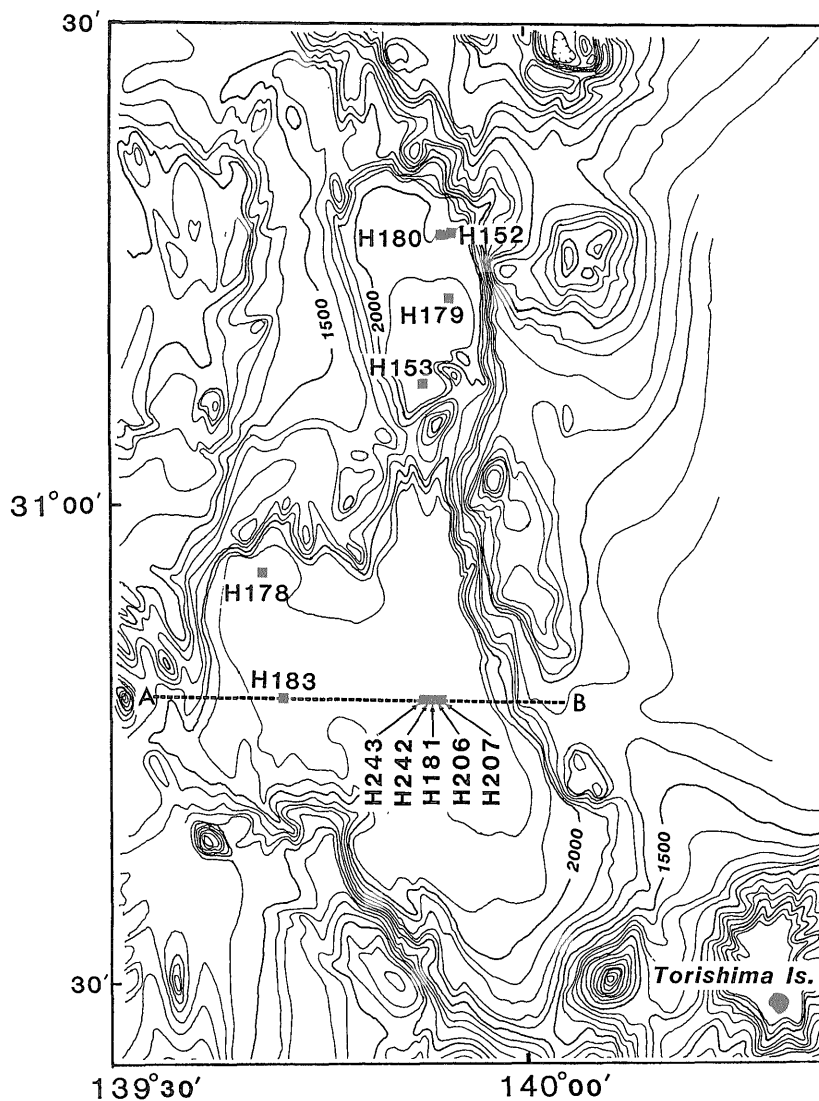 30′
H180
H152
1500
2000
H179
H153
31°00′
H178
A
H183
B
H243
H242
H181
H206
H207
2000
1500
30′
Torishima Is.
139°30′
140°00′